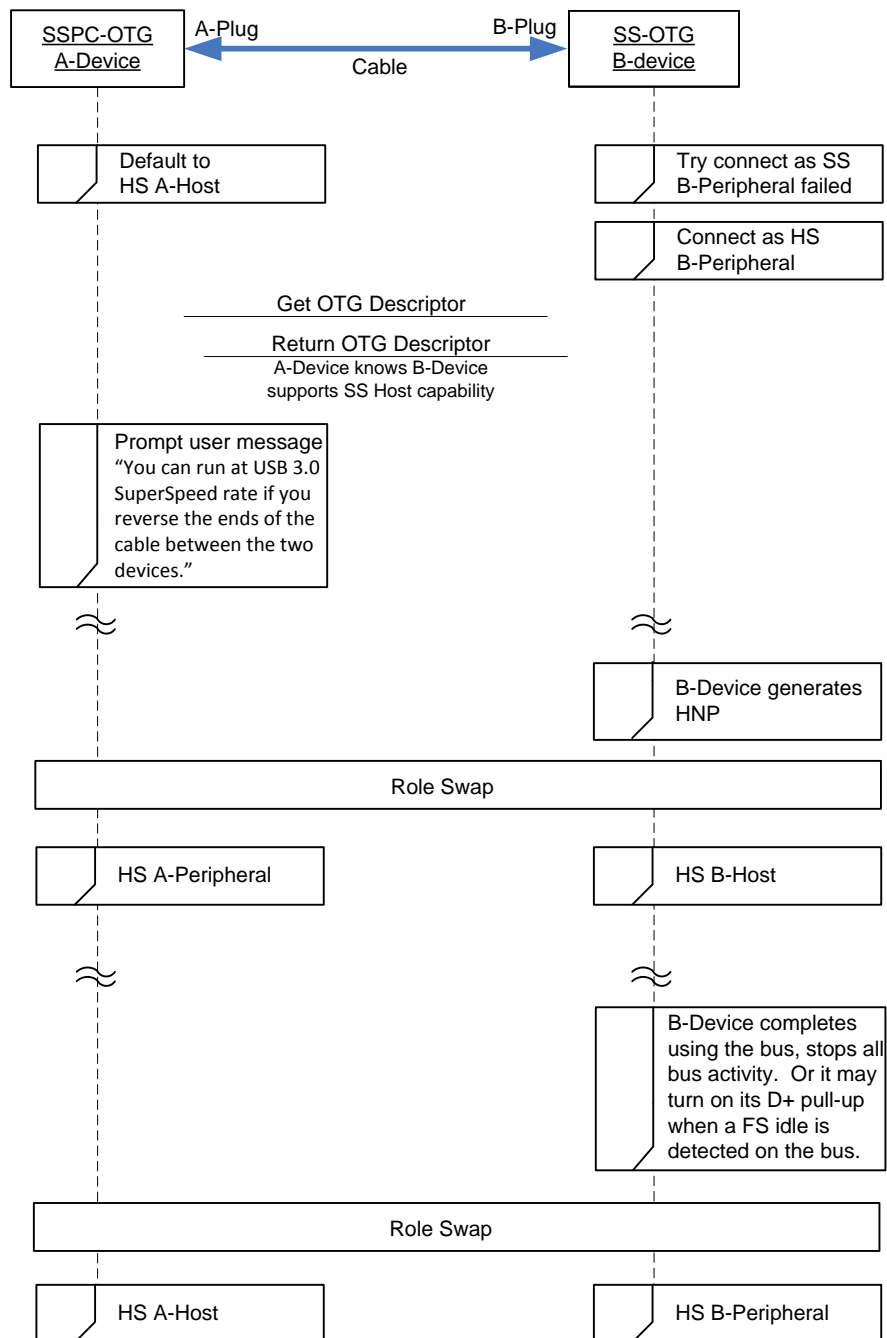 SSPC-OTG
A-Device
A-Plug
B-Plug
Cable
SS-OTG
B-device
Default to
HS A-Host
Try connect as SS
B-Peripheral failed
Connect as HS
B-Peripheral
Get OTG Descriptor
Return OTG Descriptor
A-Device knows B-Device
supports SS Host capability
Prompt user message
“You can run at USB 3.0
SuperSpeed rate if you
reverse the ends of the
cable between the two
devices.”
B-Device generates
HNP
Role Swap
HS A-Peripheral
HS B-Host
B-Device completes
using the bus, stops all
bus activity.  Or it may
turn on its D+ pull-up
when a FS idle is
detected on the bus.
Role Swap
HS A-Host
HS B-Peripheral